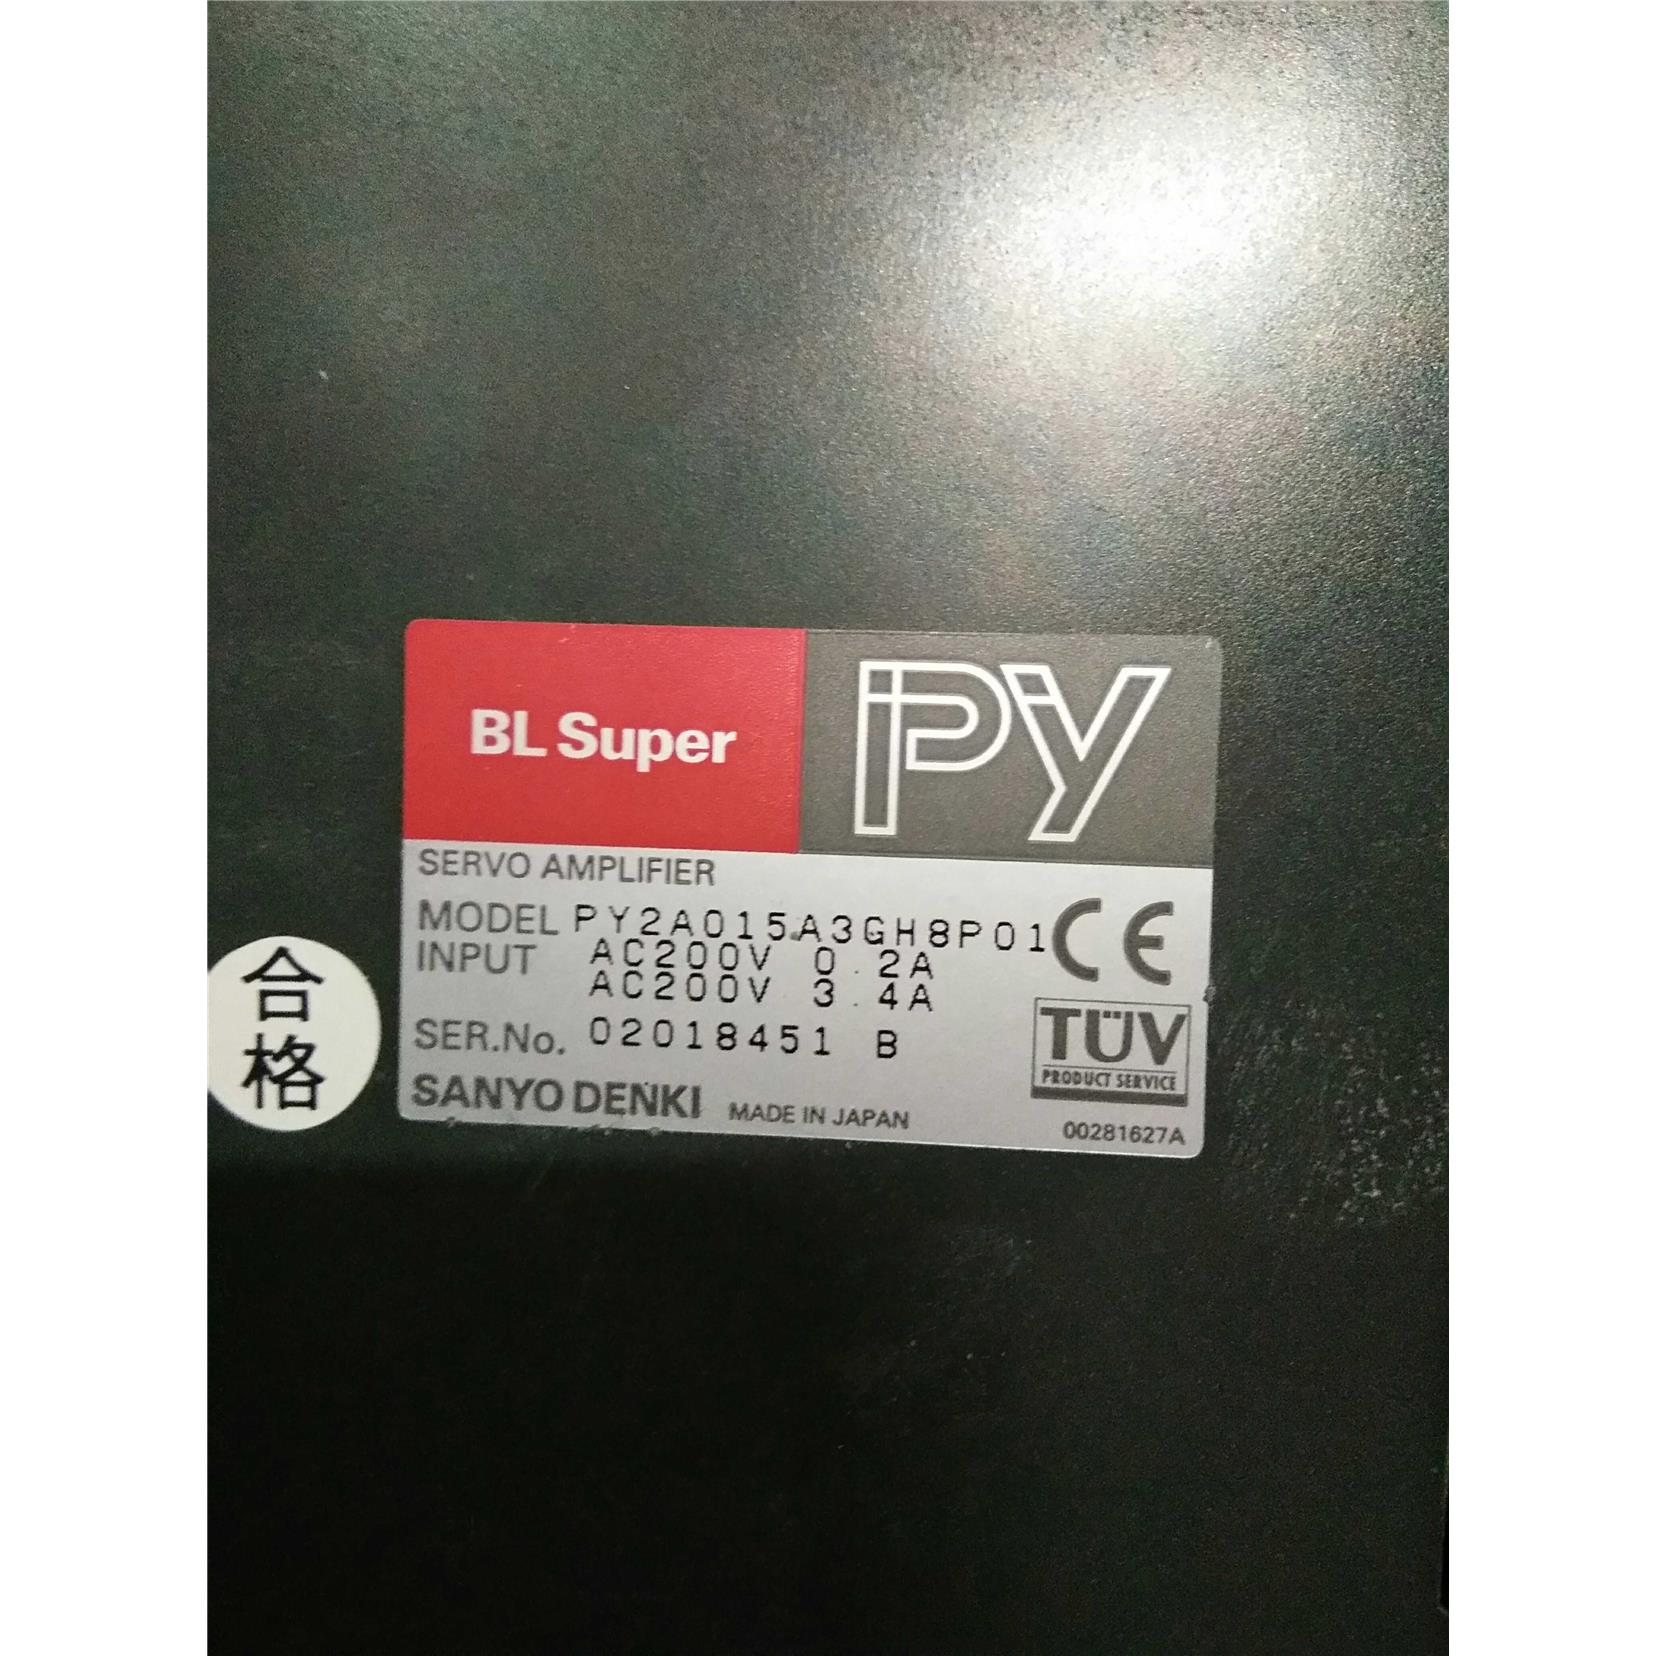 BL Super
PY
SERVO AMPLIFIER
MODEL PY2A015A3GH8P01
INPUT AC200V 0.2A
AC200V 3.4A
CE
SER.No. 02018451 B
TÜV
PRODUCT SERVICE
SANYO DENKI MADE IN JAPAN
00281627A
合
格